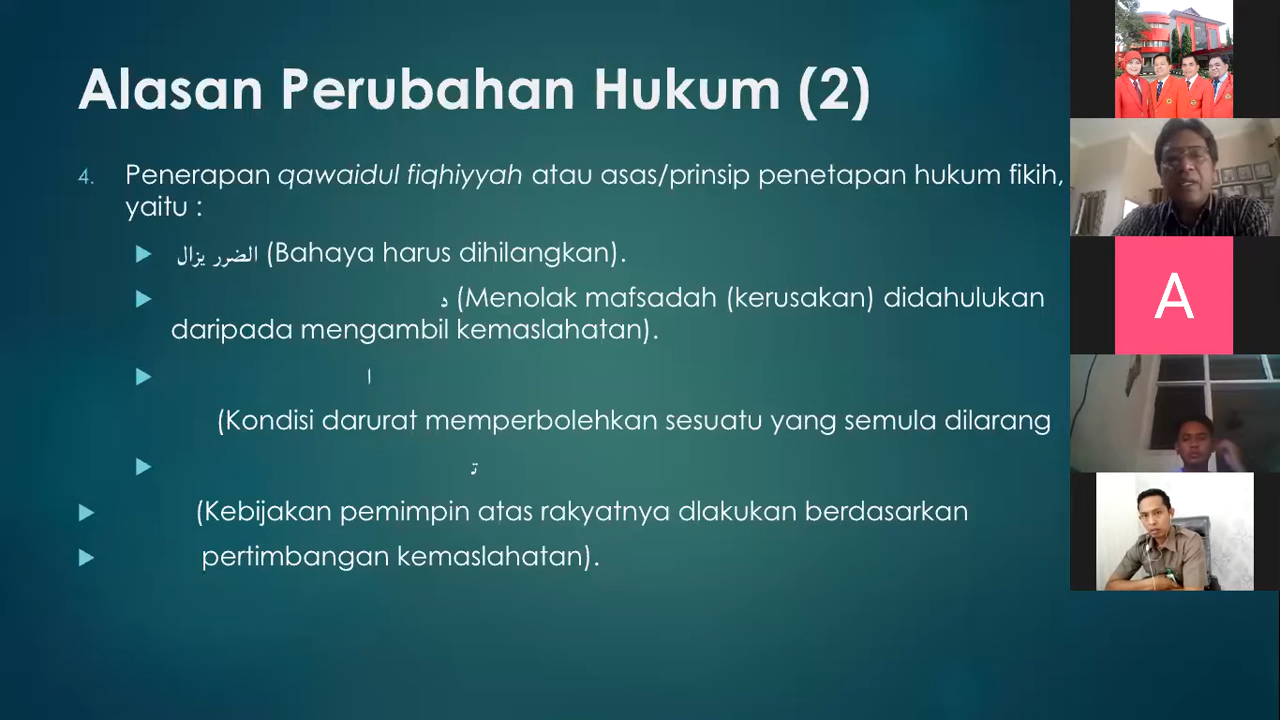 Alasan Perubahan Hukum (2)
4. Penerapan qawaidul fiqhiyyah atau asas/prinsip penetapan hukum fikih,
yaitu :
الضرر يزال (Bahaya harus dihilangkan).
د (Menolak mafsadah (kerusakan) didahulukan
daripada mengambil kemaslahatan).
ا
(Kondisi darurat memperbolehkan sesuatu yang semula dilarang
ت
(Kebijakan pemimpin atas rakyatnya dlakukan berdasarkan
pertimbangan kemaslahatan).
A